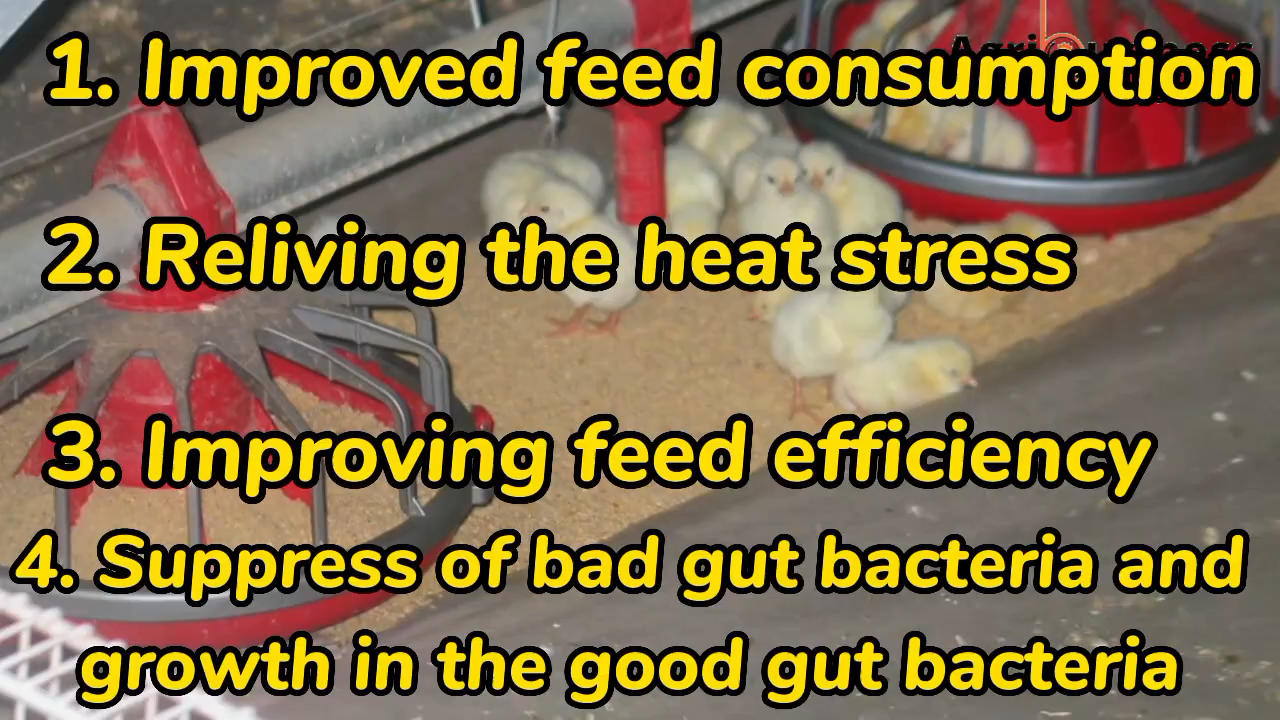 1. Improved feed consumption
2. Reliving the heat stress
3. Improving feed efficiency
4. Suppress of bad gut bacteria and
growth in the good gut bacteria